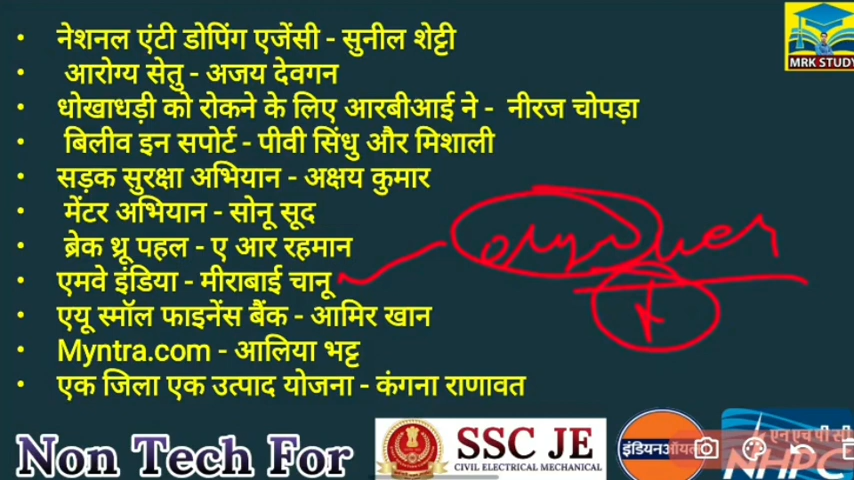 MRK STUDY
• नेशनल एंटी डोपिंग एजेंसी - सुनील शेट्टी
• आरोग्य सेतु - अजय देवगन
• धोखाधड़ी को रोकने के लिए आरबीआई ने - नीरज चोपड़ा
• बिलीव इन सपोर्ट - पीवी सिंधु और मिशाली
• सड़क सुरक्षा अभियान - अक्षय कुमार
• मेंटर अभियान - सोनू सूद
• ब्रेक थ्रू पहल - ए आर रहमान
• एमवे इंडिया - मीराबाई चानू
• एयू स्मॉल फाइनेंस बैंक - आमिर खान
• Myntra.com - आलिया भट्ट
• एक जिला एक उत्पाद योजना - कंगना राणावत
Non Tech For
SSC JE
CIVIL ELECTRICAL MECHANICAL
इंडियनऑयल
एन एच पी सी
NHPC